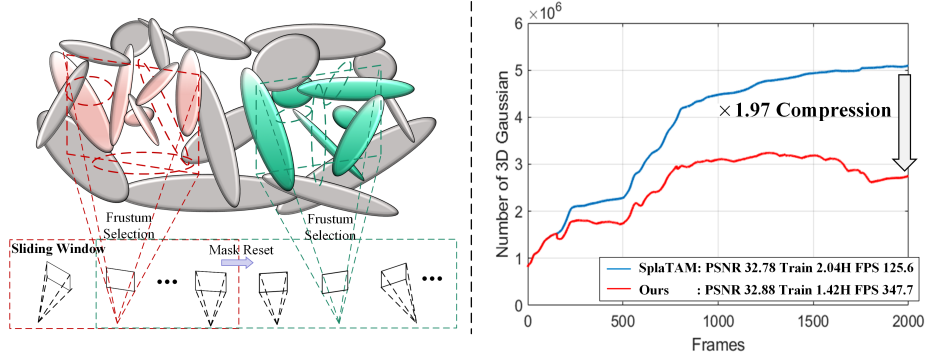 Frustum
Selection
Frustum
Selection
Sliding Window
Mask Reset
×10⁶
6
5
4
3
2
1
0
Number of 3D Gaussian
×1.97 Compression
SplaTAM: PSNR 32.78 Train 2.04H FPS 125.6
Ours : PSNR 32.88 Train 1.42H FPS 347.7
0
500
1000
1500
2000
Frames